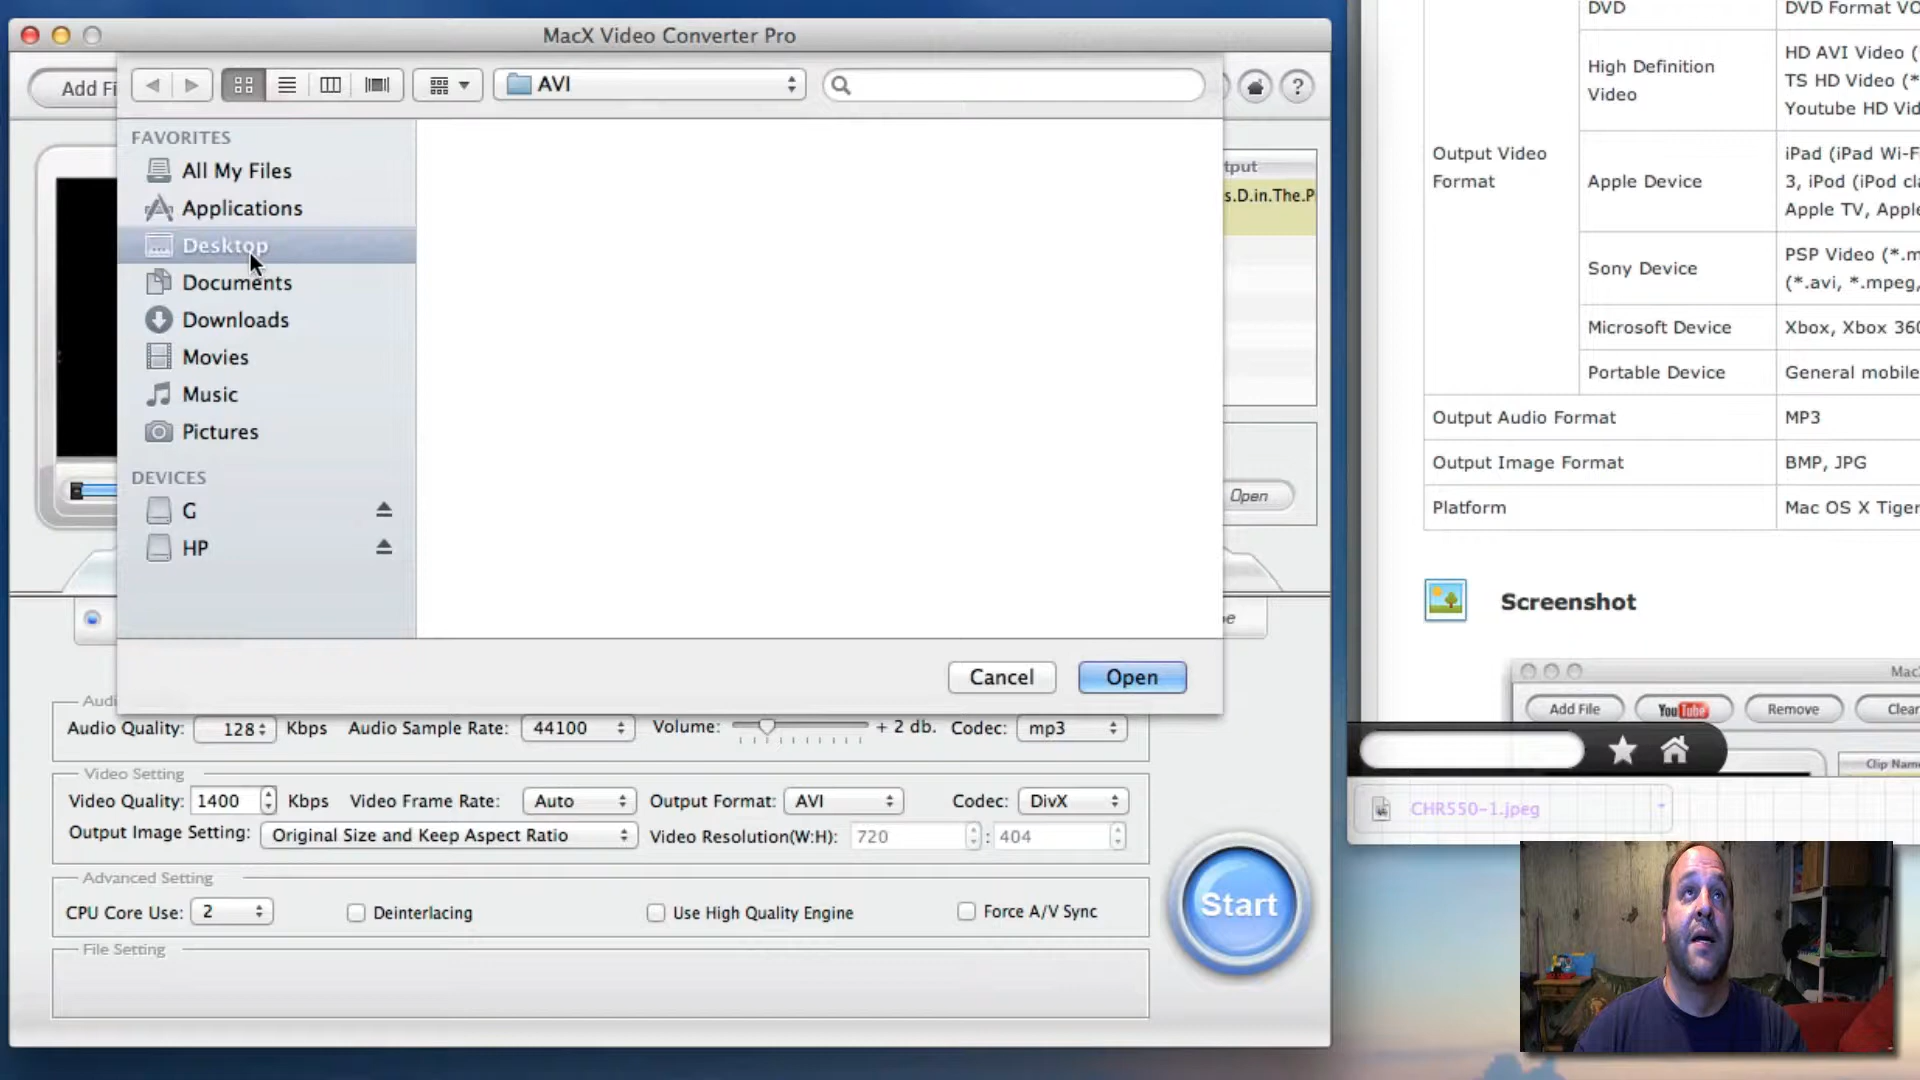 MacX Video Converter Pro
Add Fi
AVI
FAVORITES
All My Files
Applications
Desktop
Documents
Downloads
Movies
Music
Pictures
DEVICES
G
HP
Cancel
Open
tput
s.D.in.The.P
Open
Audio Quality: 128 Kbps Audio Sample Rate: 44100 Volume: + 2 db. Codec: mp3
Video Setting
Video Quality: 1400 Kbps Video Frame Rate: Auto Output Format: AVI Codec: DivX
Output Image Setting: Original Size and Keep Aspect Ratio Video Resolution(W:H): 720 : 404
Advanced Setting
CPU Core Use: 2 Deinterlacing Use High Quality Engine Force A/V Sync
File Setting
Start
DVD DVD Format VO
Output Video Format
High Definition Video
HD AVI Video (
TS HD Video (*
Youtube HD Vid
Apple Device
iPad (iPad Wi-F
3, iPod (iPod cla
Apple TV, Apple
Sony Device
PSP Video (*.m
(*.avi, *.mpeg,
Microsoft Device Xbox, Xbox 360
Portable Device General mobile
Output Audio Format MP3
Output Image Format BMP, JPG
Platform Mac OS X Tiger
Screenshot
Mac
Add File YouTube Remove Clear
Clip Name
CHR550-1.jpeg